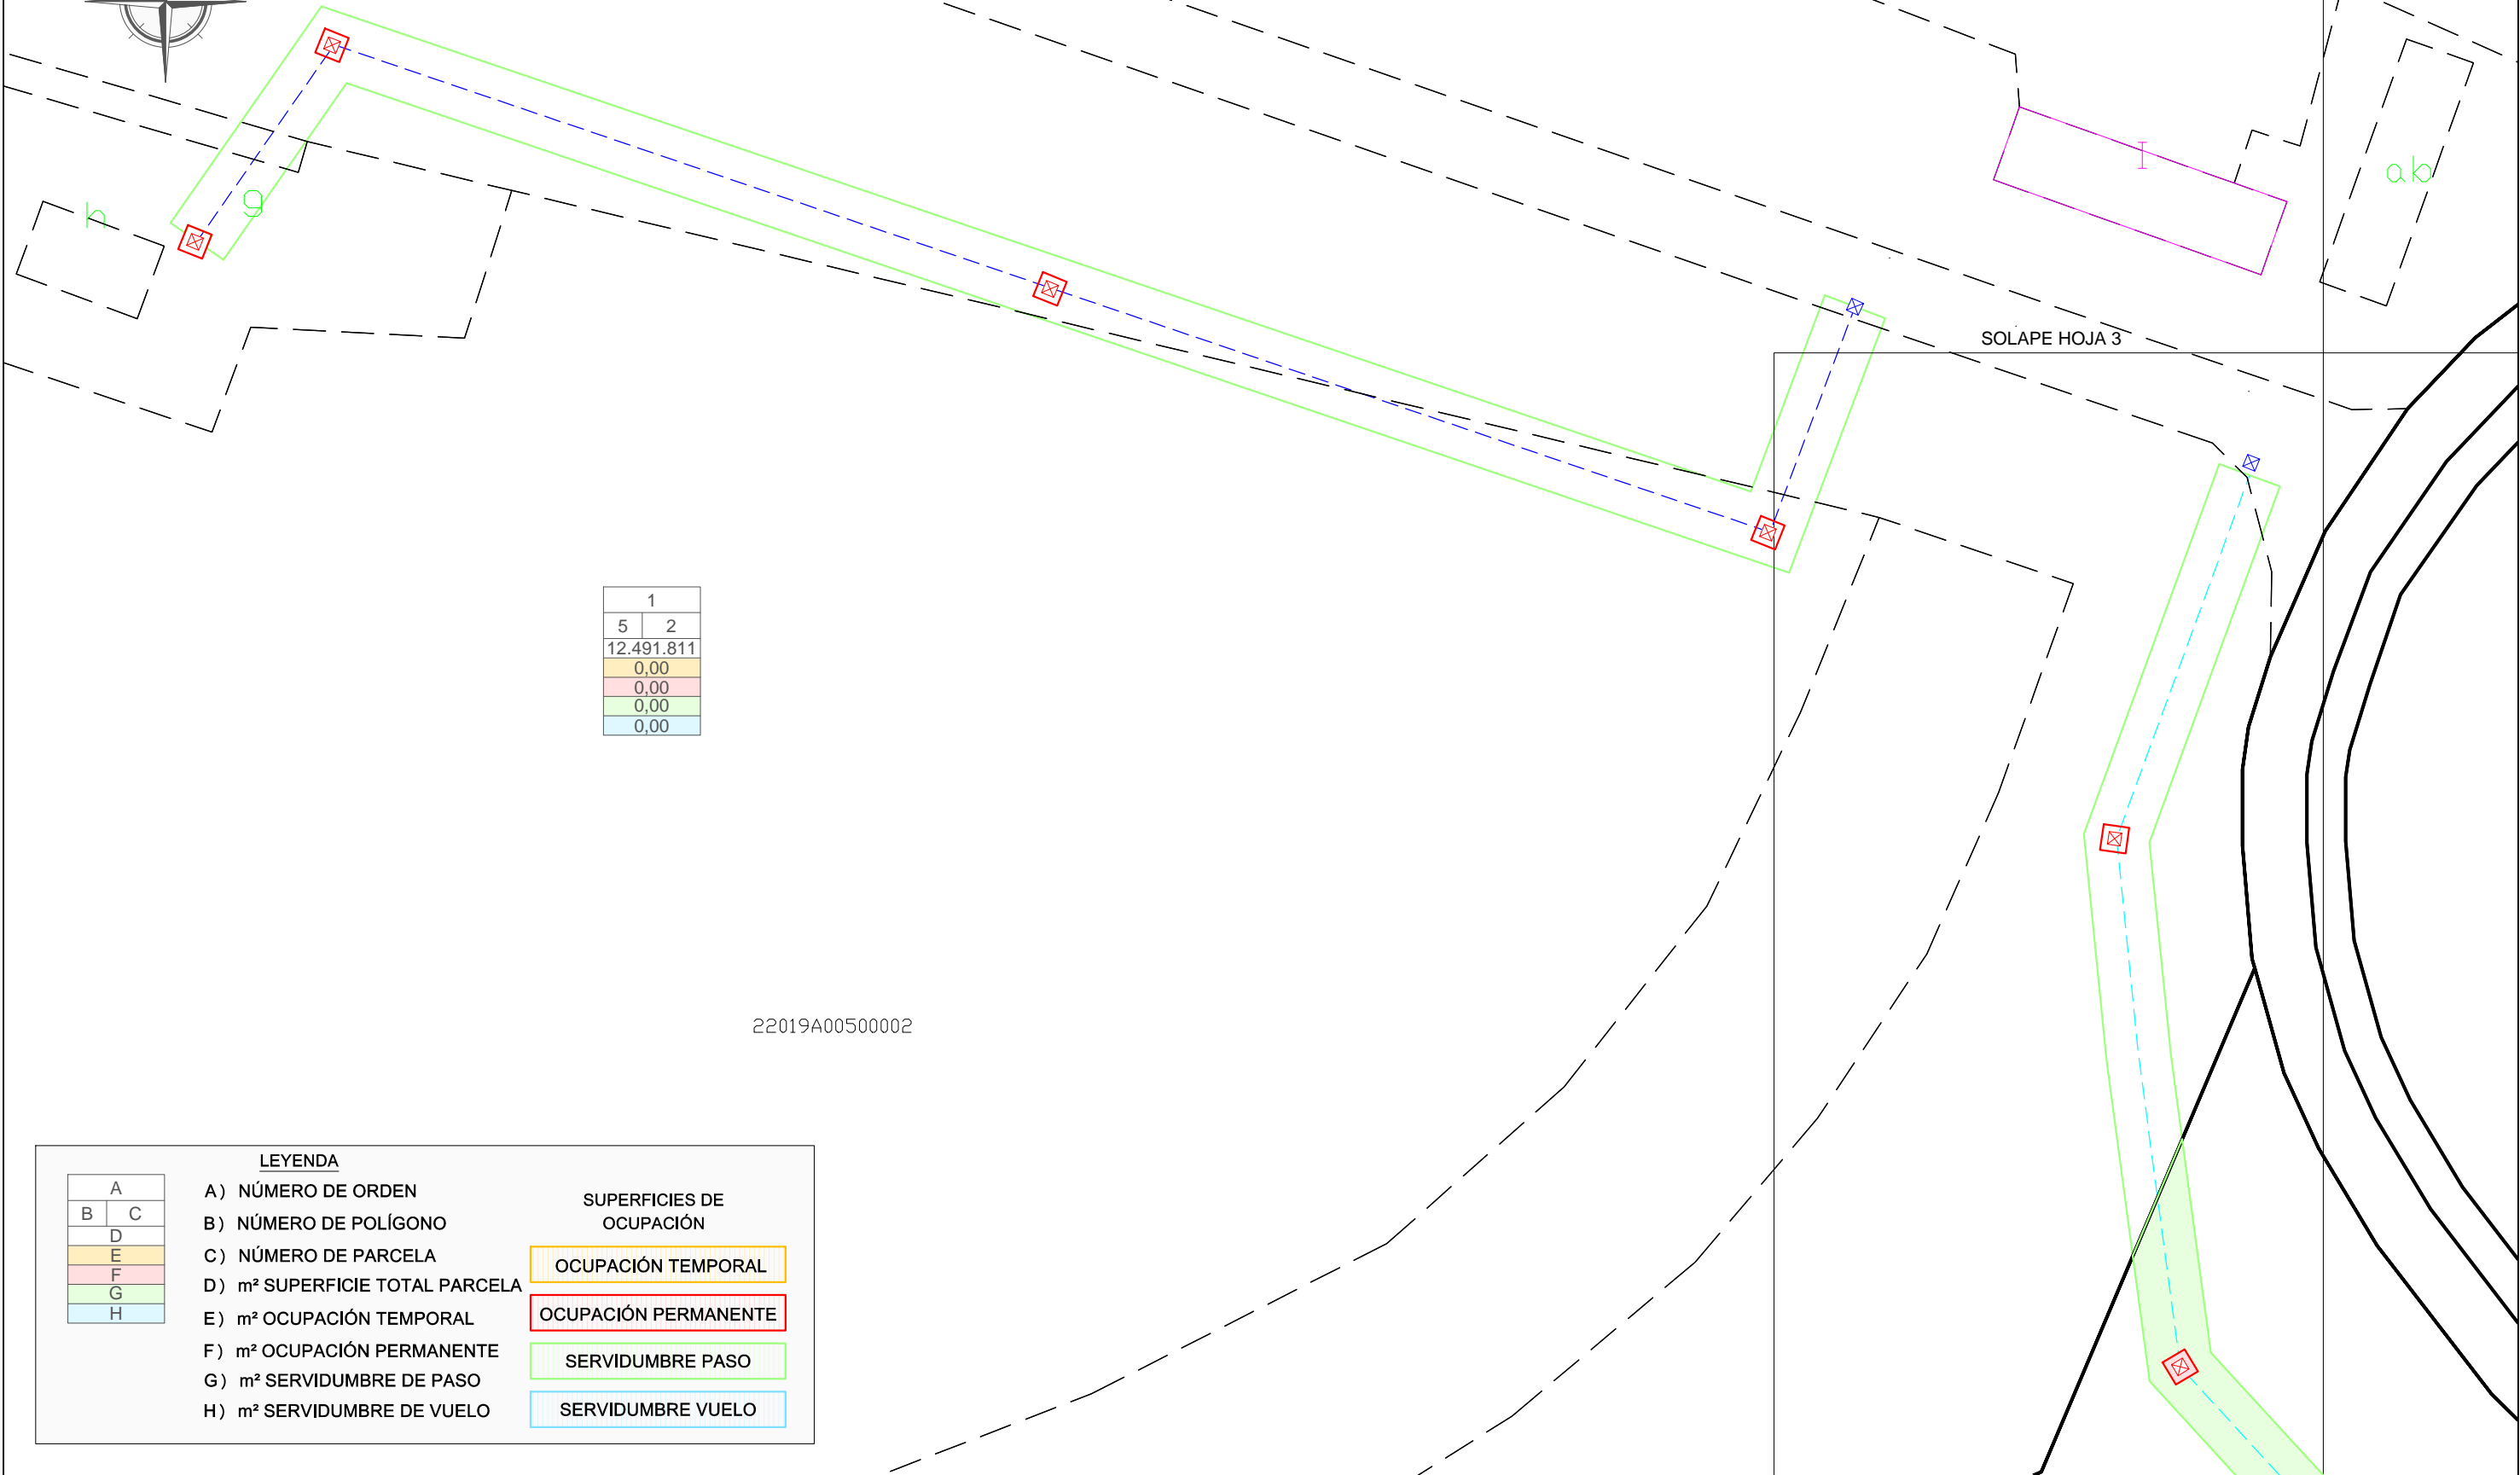 h
g
I
ab
SOLAPE HOJA 3
1
5 2
12.491.811
0,00
0,00
0,00
0,00
22019A00500002
LEYENDA
A
B C
D
E
F
G
H
A) NÚMERO DE ORDEN
B) NÚMERO DE POLÍGONO
C) NÚMERO DE PARCELA
D) m² SUPERFICIE TOTAL PARCELA
E) m² OCUPACIÓN TEMPORAL
F) m² OCUPACIÓN PERMANENTE
G) m² SERVIDUMBRE DE PASO
H) m² SERVIDUMBRE DE VUELO
SUPERFICIES DE
OCUPACIÓN
OCUPACIÓN TEMPORAL
OCUPACIÓN PERMANENTE
SERVIDUMBRE PASO
SERVIDUMBRE VUELO